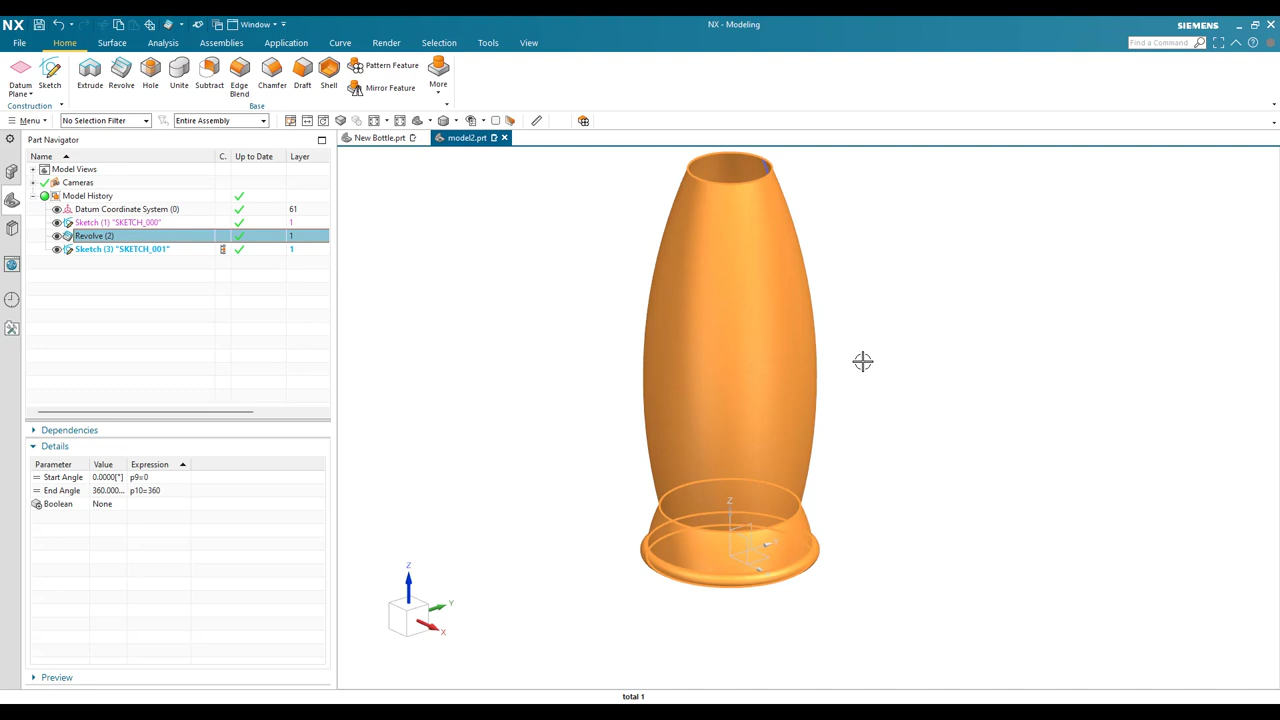 NX
Window
NX - Modeling
SIEMENS
File
Home
Surface
Analysis
Assemblies
Application
Curve
Render
Selection
Tools
View
Find a Command
Datum Plane
Sketch
Extrude
Revolve
Hole
Unite
Subtract
Edge Blend
Chamfer
Draft
Shell
Pattern Feature
Mirror Feature
More
Construction
Base
Menu
No Selection Filter
Entire Assembly
Part Navigator
New Bottle.prt
model2.prt
Name C. Up to Date Layer
Model Views
Cameras
Model History
Datum Coordinate System (0) 61
Sketch (1) "SKETCH_000" 1
Revolve (2) 1
Sketch (3) "SKETCH_001" 1
Dependencies
Details
Parameter Value Expression
Start Angle 0.0000[°] p9=0
End Angle 360.000... p10=360
Boolean None
Preview
Z
Z
Y
X
total 1